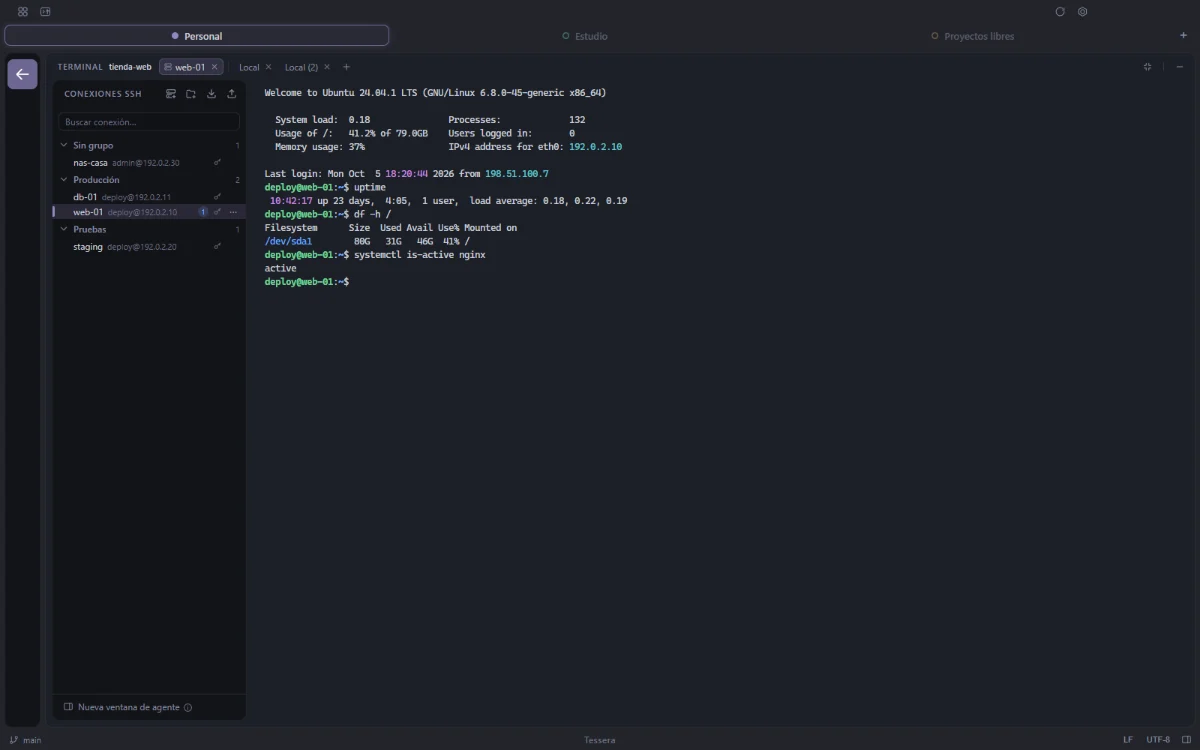 Personal
Estudio
Proyectos libres
TERMINAL tienda-web web-01 Local Local (2)
CONEXIONES SSH
Buscar conexión...
Sin grupo 1
nas-casa admin@192.0.2.30
Producción 2
db-01 deploy@192.0.2.11
web-01 deploy@192.0.2.10 1
Pruebas 1
staging deploy@192.0.2.20
Nueva ventana de agente
Welcome to Ubuntu 24.04.1 LTS (GNU/Linux 6.8.0-45-generic x86_64)
System load: 0.18 Processes: 132
Usage of /: 41.2% of 79.0GB Users logged in: 0
Memory usage: 37% IPv4 address for eth0: 192.0.2.10
Last login: Mon Oct 5 18:20:44 2026 from 198.51.100.7
deploy@web-01:~$ uptime
10:42:17 up 23 days, 4:05, 1 user, load average: 0.18, 0.22, 0.19
deploy@web-01:~$ df -h /
Filesystem Size Used Avail Use% Mounted on
/dev/sda1 80G 31G 46G 41% /
deploy@web-01:~$ systemctl is-active nginx
active
deploy@web-01:~$
main
Tessera
LF UTF-8